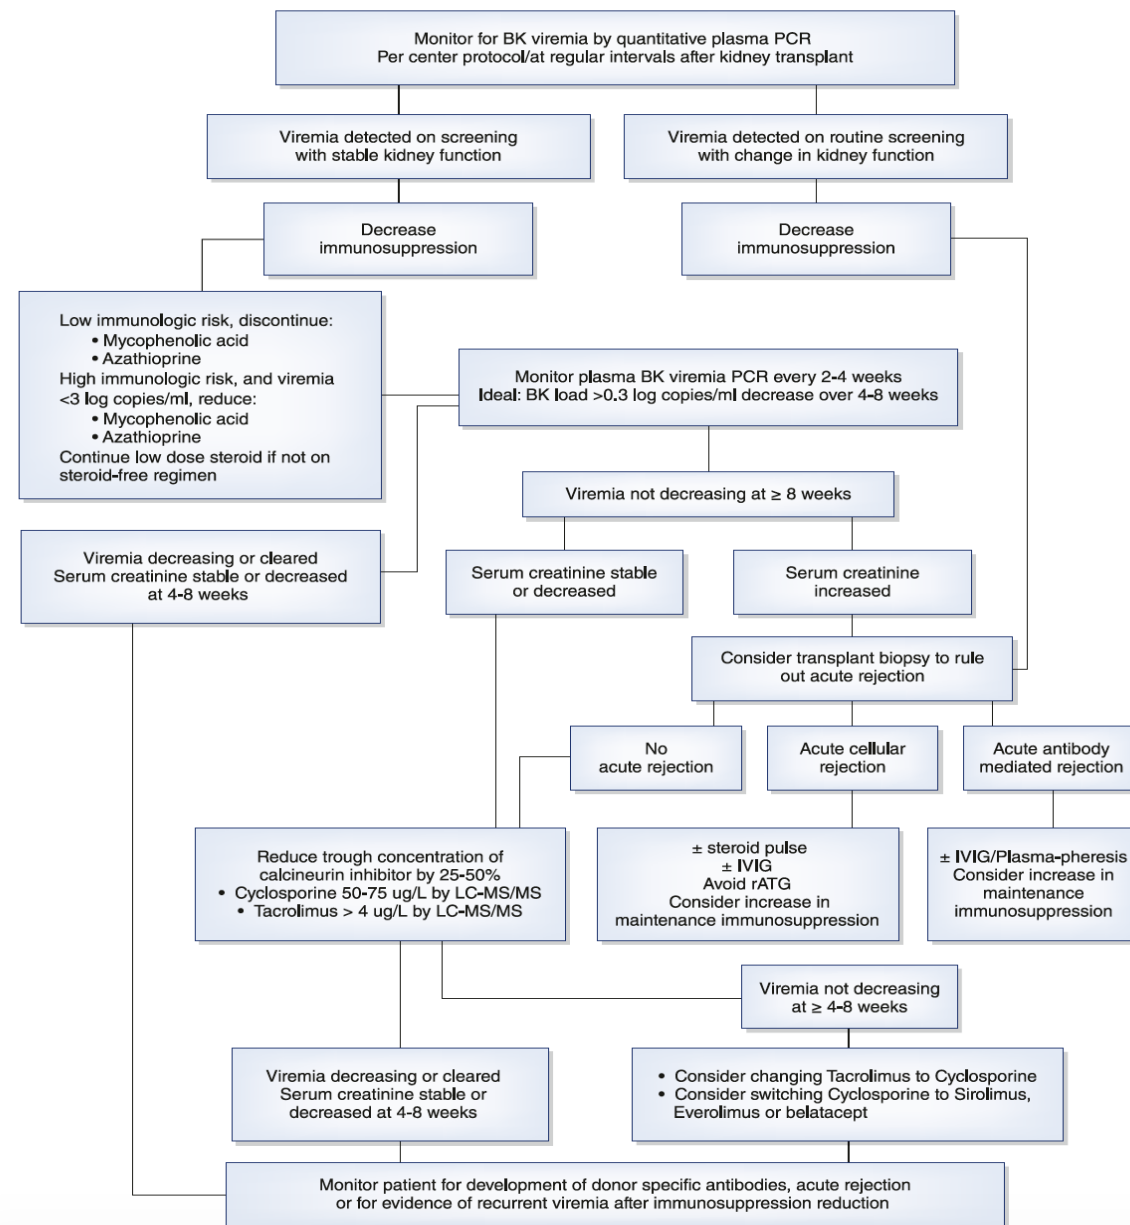 Monitor for BK viremia by quantitative plasma PCR
Per center protocol/at regular intervals after kidney transplant
Viremia detected on screening
with stable kidney function
Viremia detected on routine screening
with change in kidney function
Decrease
immunosuppression
Decrease
immunosuppression
Low immunologic risk, discontinue:
• Mycophenolic acid
• Azathioprine
High immunologic risk, and viremia
<3 log copies/ml, reduce:
• Mycophenolic acid
• Azathioprine
Continue low dose steroid if not on
steroid-free regimen
Monitor plasma BK viremia PCR every 2-4 weeks
Ideal: BK load >0.3 log copies/ml decrease over 4-8 weeks
Viremia not decreasing at ≥ 8 weeks
Viremia decreasing or cleared
Serum creatinine stable or decreased
at 4-8 weeks
Serum creatinine stable
or decreased
Serum creatinine
increased
Consider transplant biopsy to rule
out acute rejection
No
acute rejection
Acute cellular
rejection
Acute antibody
mediated rejection
Reduce trough concentration of
calcineurin inhibitor by 25-50%
• Cyclosporine 50-75 ug/L by LC-MS/MS
• Tacrolimus > 4 ug/L by LC-MS/MS
± steroid pulse
± IVIG
Avoid rATG
Consider increase in
maintenance immunosuppression
± IVIG/Plasma-pheresis
Consider increase in
maintenance
immunosuppression
Viremia not decreasing
at ≥ 4-8 weeks
Viremia decreasing or cleared
Serum creatinine stable or
decreased at 4-8 weeks
• Consider changing Tacrolimus to Cyclosporine
• Consider switching Cyclosporine to Sirolimus,
Everolimus or belatacept
Monitor patient for development of donor specific antibodies, acute rejection
or for evidence of recurrent viremia after immunosuppression reduction